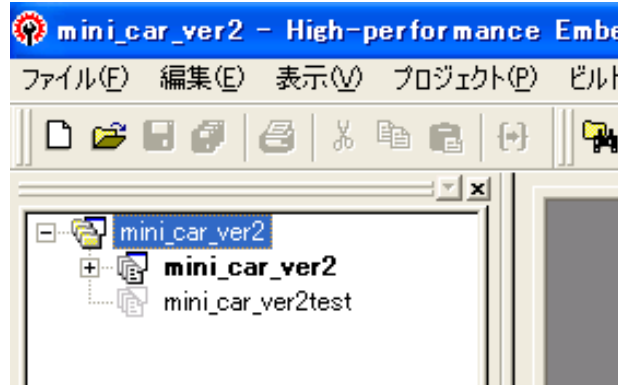 mini_car_ver2 - High-performance Embe
ファイル(F) 編集(E) 表示(V) プロジェクト(P) ビルト
mini_car_ver2
mini_car_ver2
mini_car_ver2test